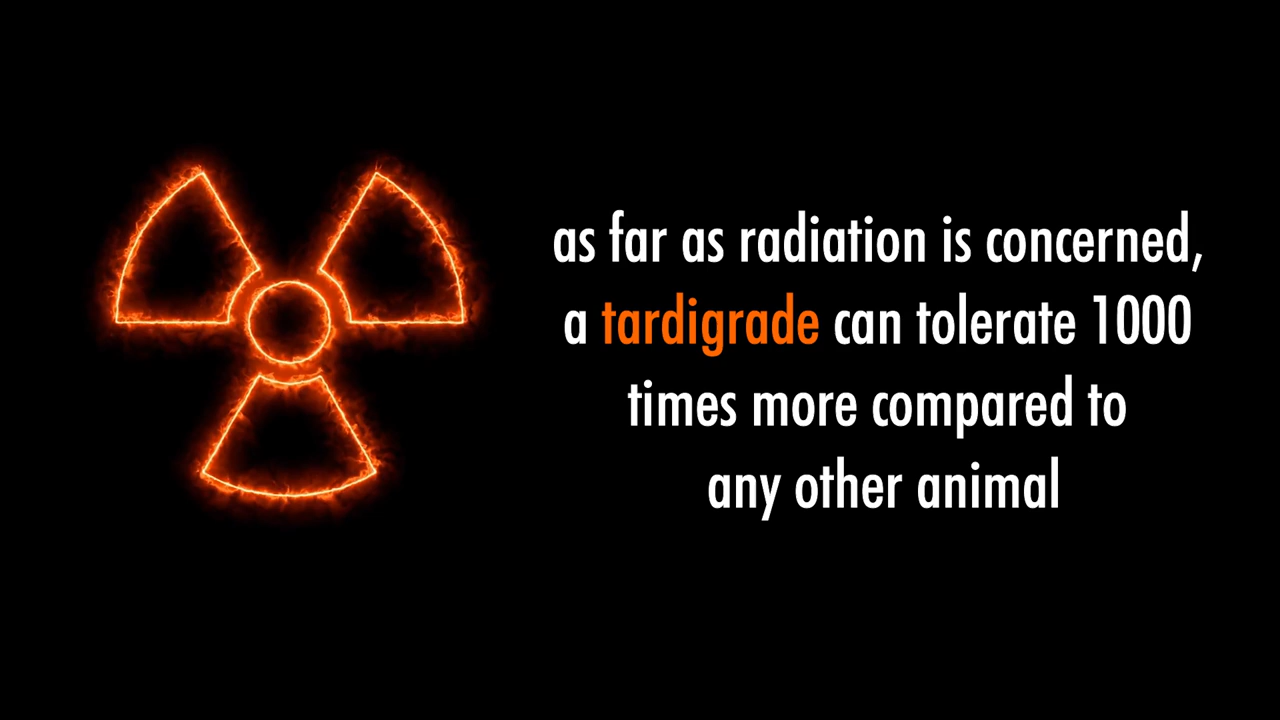 as far as radiation is concerned,
a tardigrade can tolerate 1000
times more compared to
any other animal